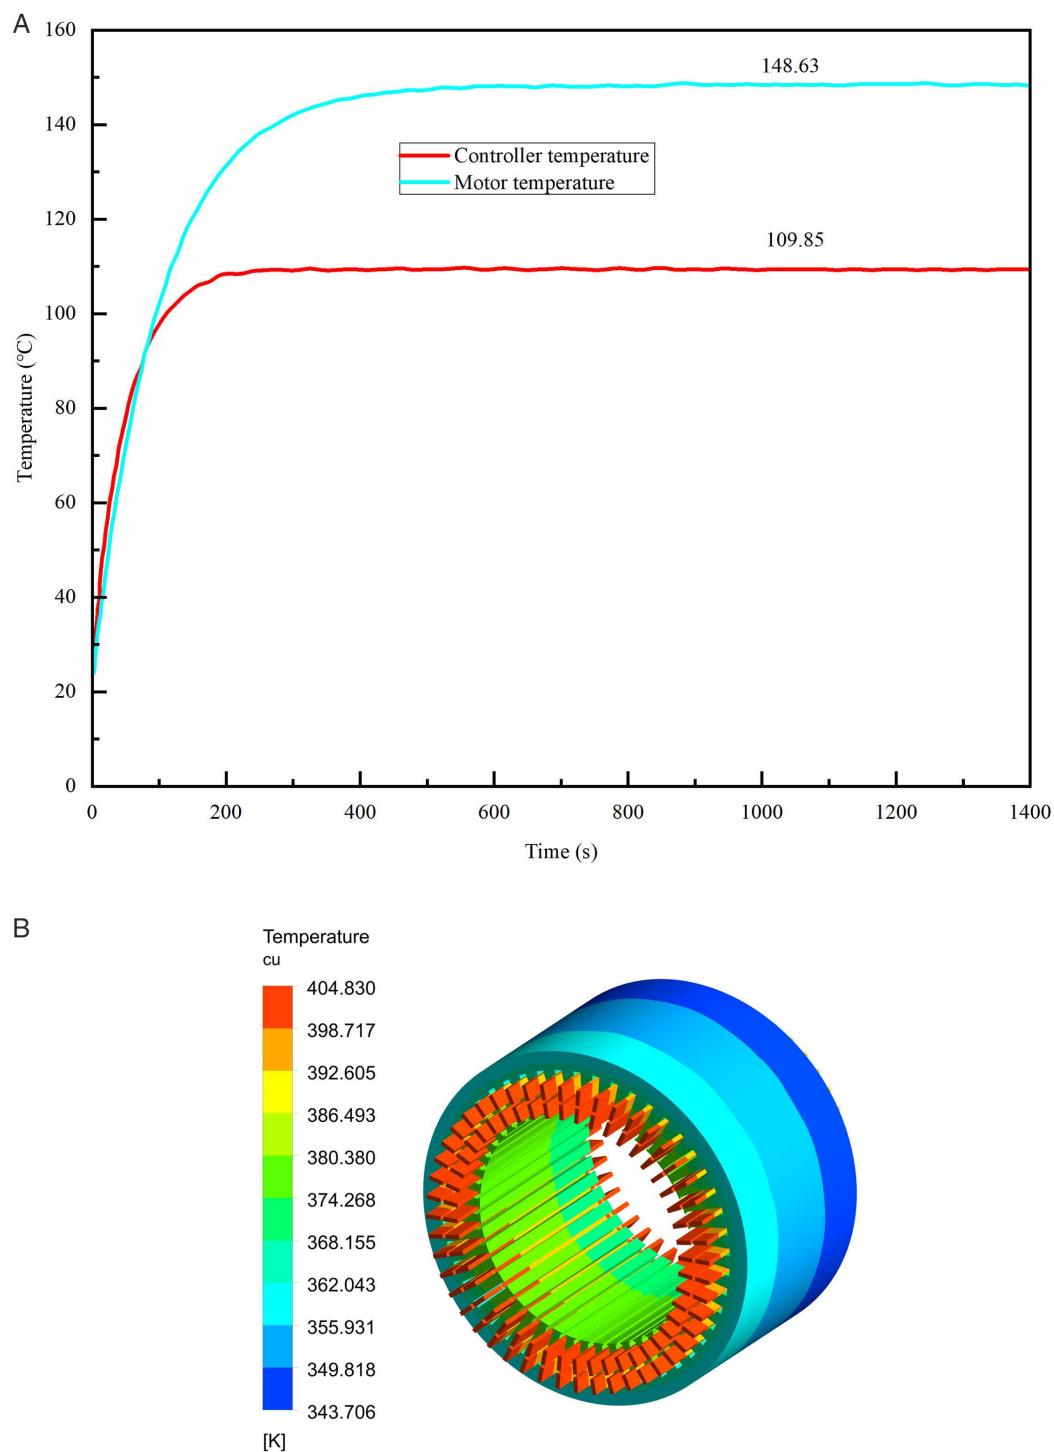 A
160
148.63
140
Controller temperature
Motor temperature
120
109.85
100
Temperature (°C)
80
60
40
20
0
0 200 400 600 800 1000 1200 1400
Time (s)
B
Temperature
cu
404.830
398.717
392.605
386.493
380.380
374.268
368.155
362.043
355.931
349.818
343.706
[K]